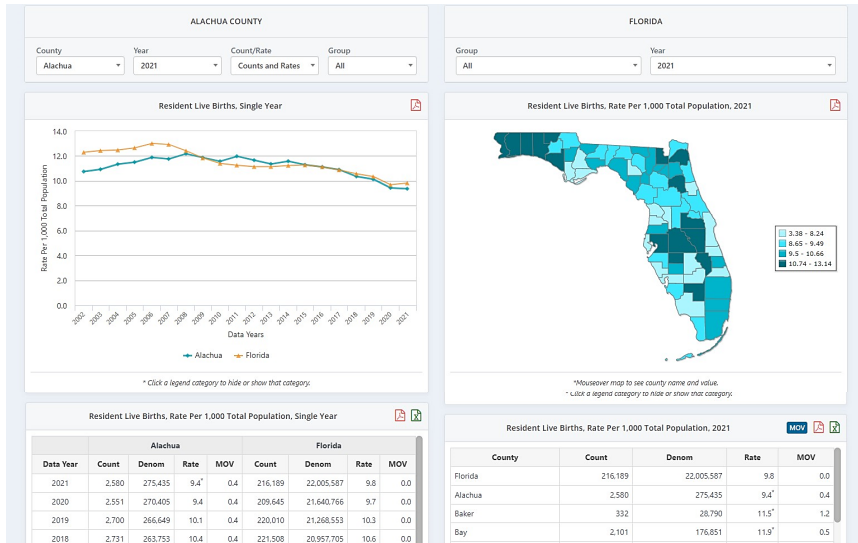 ALACHUA COUNTY
County Year Count/Rate Group
Alachua 2021 Counts and Rates All
Resident Live Births, Single Year
Rate Per 1,000 Total Population
14.0
12.0
10.0
8.0
6.0
4.0
2.0
0.0
2002 2003 2004 2005 2006 2007 2008 2009 2010 2011 2012 2013 2014 2015 2016 2017 2018 2019 2020 2021
Data Years
Alachua Florida
* Click a legend category to hide or show that category.
Resident Live Births, Rate Per 1,000 Total Population, Single Year
Alachua Florida
Data Year Count Denom Rate MOV Count Denom Rate MOV
2021 2,580 275,435 9.4* 0.4 216,189 22,005,587 9.8 0.0
2020 2,551 270,405 9.4 0.4 209,645 21,640,766 9.7 0.0
2019 2,700 266,649 10.1 0.4 220,010 21,268,553 10.3 0.0
2018 2,731 263,753 10.4 0.4 221,508 20,957,705 10.6 0.0
FLORIDA
Group Year
All 2021
Resident Live Births, Rate Per 1,000 Total Population, 2021
3.38 - 8.24
8.65 - 9.49
9.5 - 10.66
10.74 - 13.14
*Mouseover map to see county name and value.
* Click a legend category to hide or show that category.
Resident Live Births, Rate Per 1,000 Total Population, 2021 MOV
County Count Denom Rate MOV
Florida 216,189 22,005,587 9.8 0.0
Alachua 2,580 275,435 9.4* 0.4
Baker 332 28,790 11.5* 1.2
Bay 2,101 176,851 11.9* 0.5